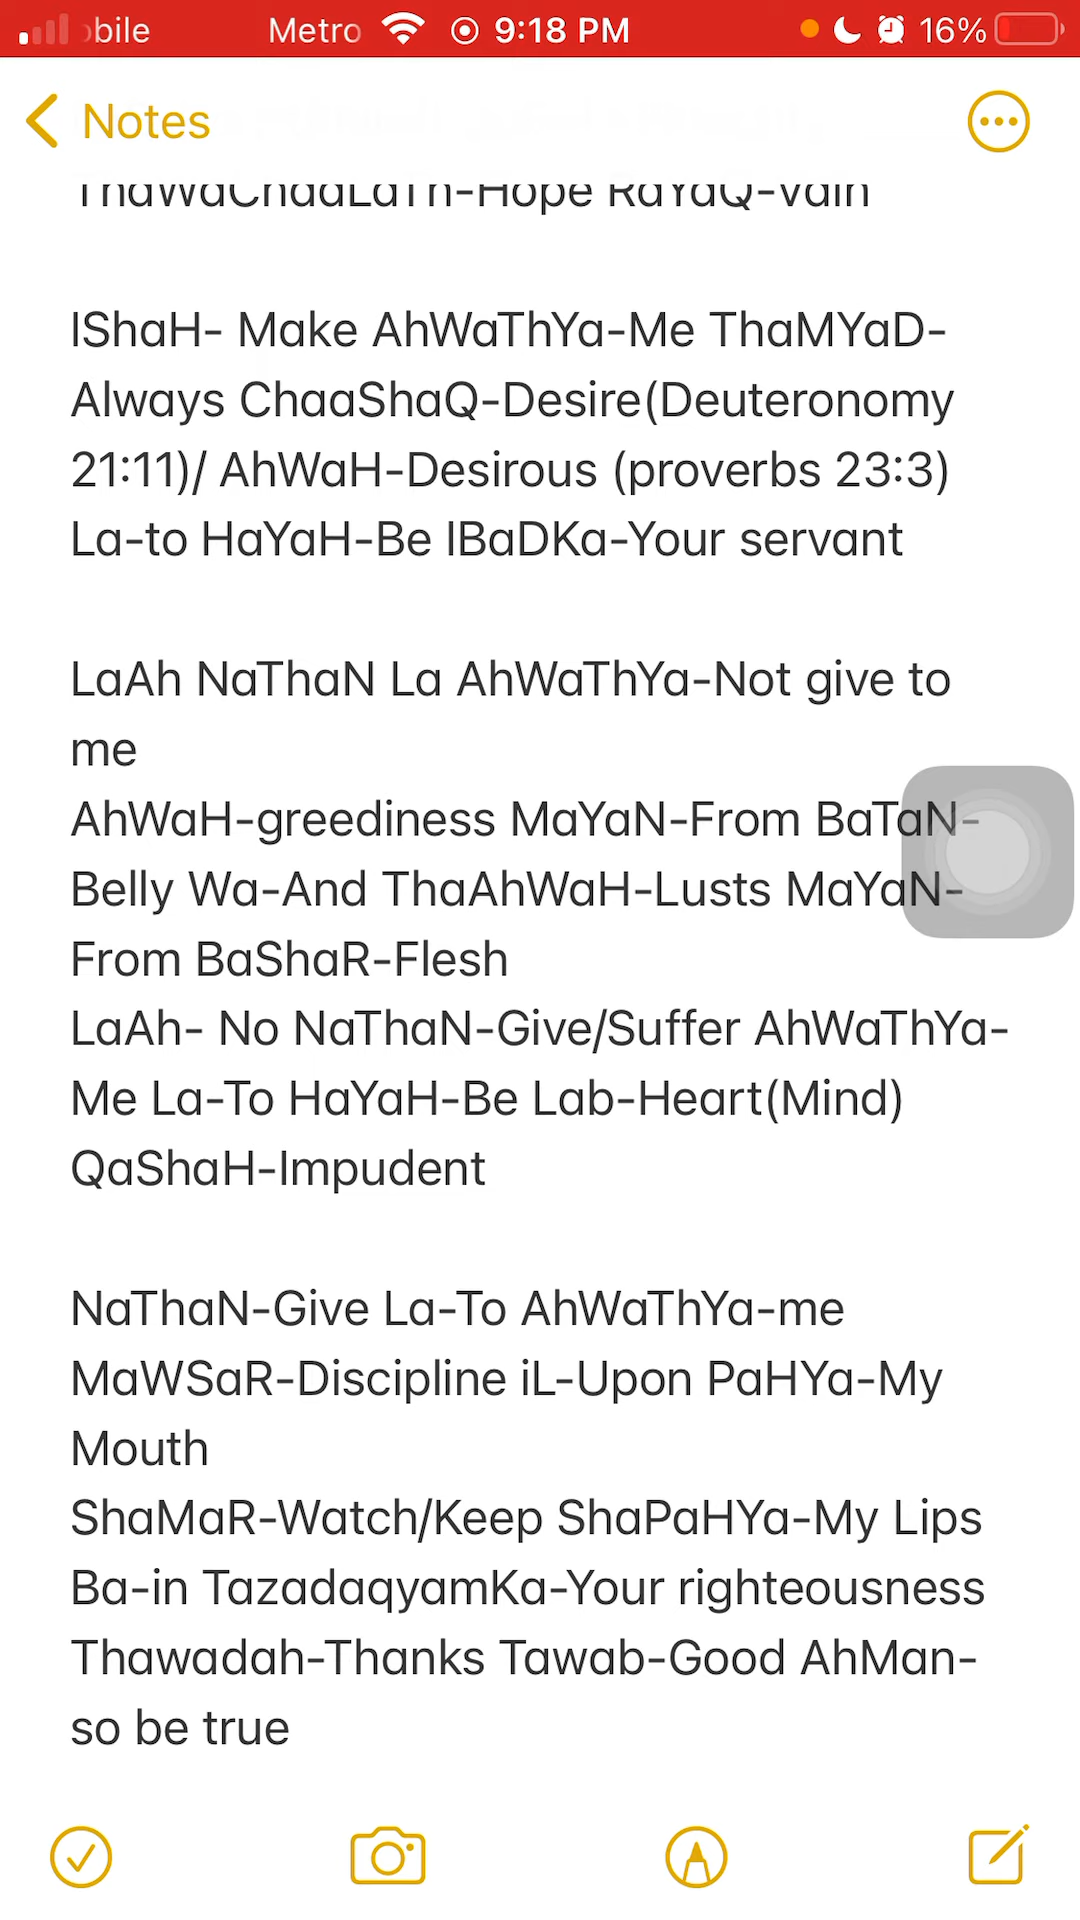 bile Metro 9:18 PM 16%
Notes
ThaWaChaaLaTh-Hope RaYaQ-vain
IShaH- Make AhWaThYa-Me ThaMYaD-
Always ChaaShaQ-Desire(Deuteronomy
21:11)/ AhWaH-Desirous (proverbs 23:3)
La-to HaYaH-Be IBaDKa-Your servant
LaAh NaThaN La AhWaThYa-Not give to
me
AhWaH-greediness MaYaN-From BaTaN-
Belly Wa-And ThaAhWaH-Lusts MaYaN-
From BaShaR-Flesh
LaAh- No NaThaN-Give/Suffer AhWaThYa-
Me La-To HaYaH-Be Lab-Heart(Mind)
QaShaH-Impudent
NaThaN-Give La-To AhWaThYa-me
MaWSaR-Discipline iL-Upon PaHYa-My
Mouth
ShaMaR-Watch/Keep ShaPaHYa-My Lips
Ba-in TazadaqyamKa-Your righteousness
Thawadah-Thanks Tawab-Good AhMan-
so be true